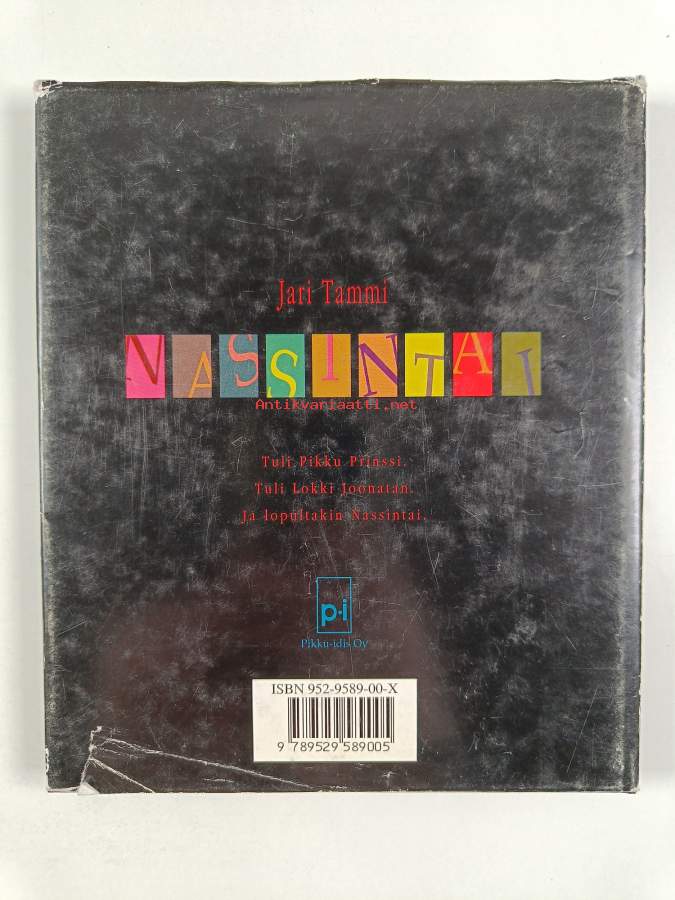 Jari Tammi
NASSINTAI
Antikvariaatti.net
Tuli Pikku Prinssi.
Tuli Lokki Joonatan.
Ja lopultakin Nassintai.
p-i
Pikku-idis Oy
ISBN 952-9589-00-X
9 789529 589005